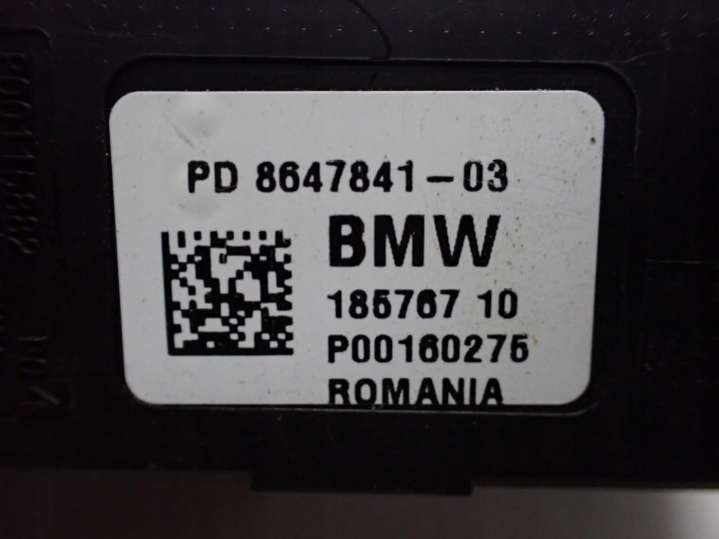 PD 8647841-03
BMW
185767 10
P00160275
ROMANIA